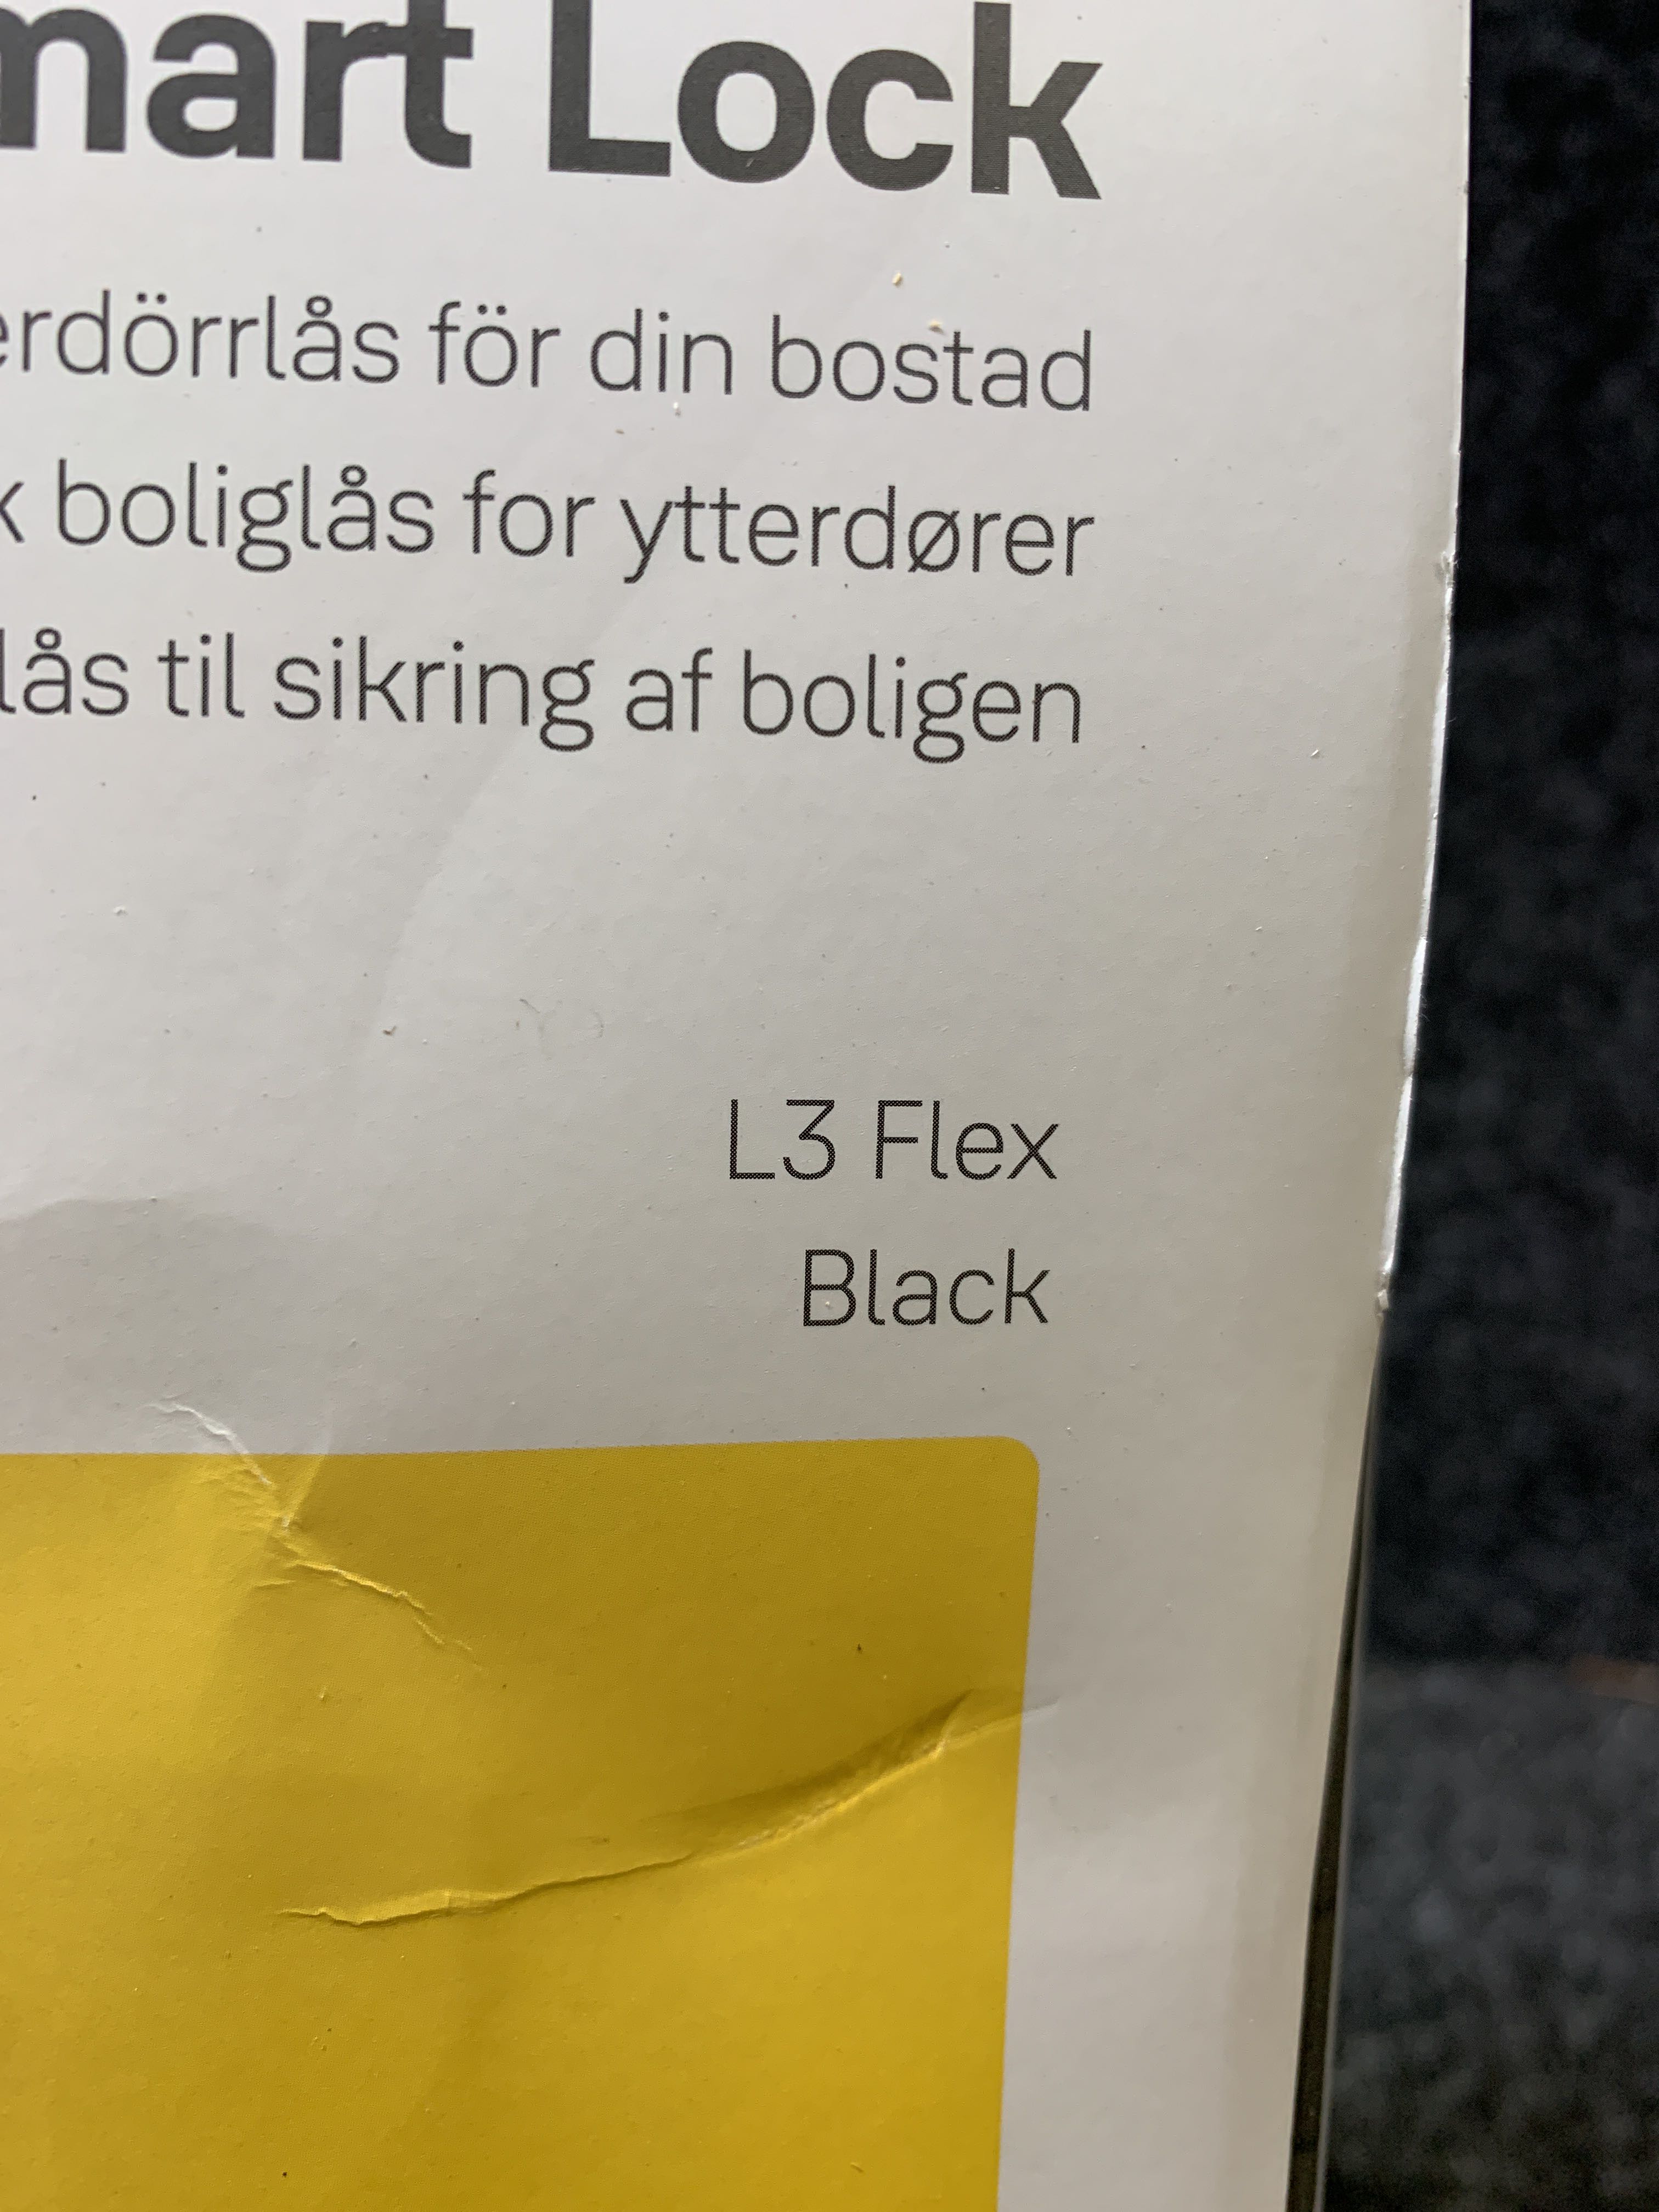 mart Lock
erdörrlås för din bostad
k boliglås for ytterdører
lås til sikring af boligen
L3 Flex
Black